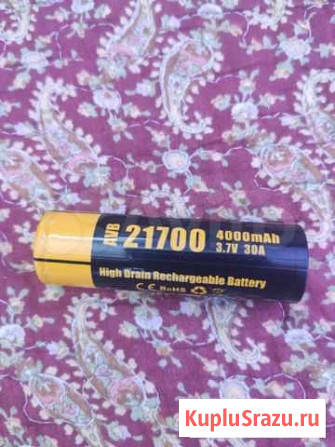 AVB 21700 4000mAh
3.7V 30A
High Drain Rechargeable Battery
CE RoHS
KupluSrazu.ru